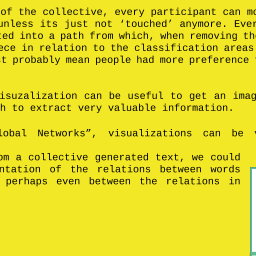 of the collective, every participant can mo
unless its just not ‘touched’ anymore. Ever
ted into a path from which, when removing the
ece in relation to the classification areas
t probably mean people had more preference
isuzalization can be useful to get an imag
h to extract very valuable information.
lobal Networks”, visualizations can be v
om a collective generated text, we could
ntation of the relations between words
perhaps even between the relations in